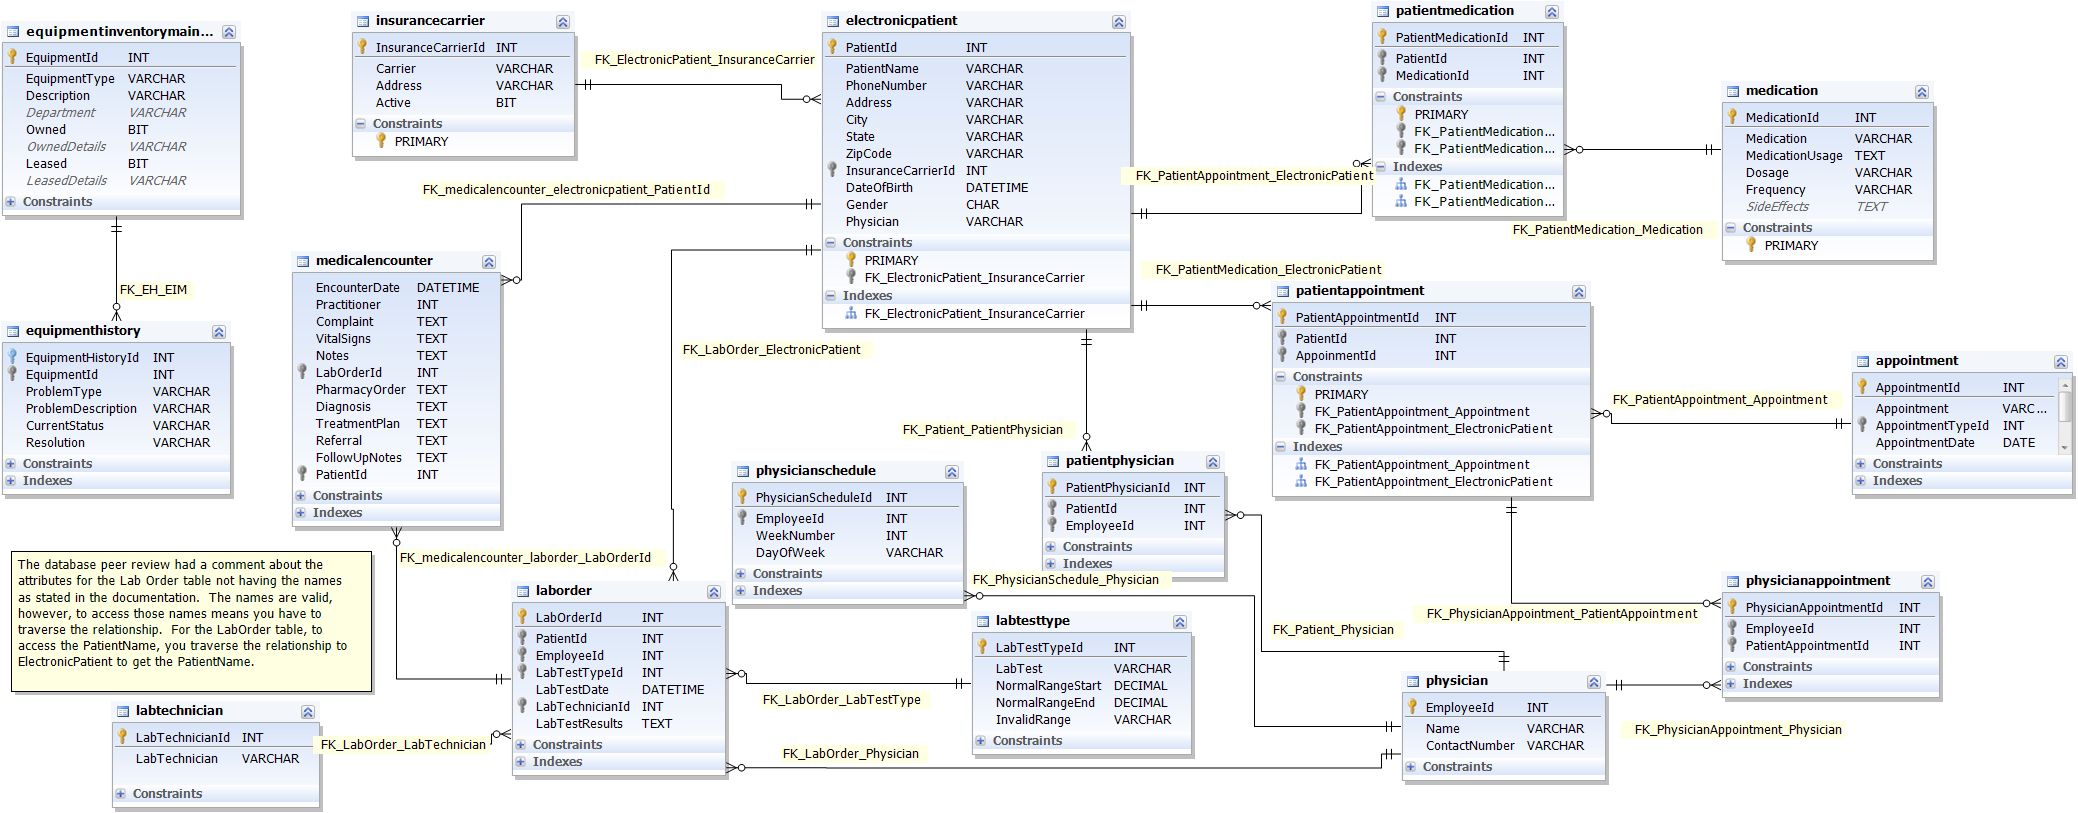 equipmentinventorymain...
EquipmentId INT
EquipmentType VARCHAR
Description VARCHAR
Department VARCHAR
Owned BIT
OwnedDetails VARCHAR
Leased BIT
LeasedDetails VARCHAR
Constraints
FK_EH_EIM
equipmenthistory
EquipmentHistoryId INT
EquipmentId INT
ProblemType VARCHAR
ProblemDescription VARCHAR
CurrentStatus VARCHAR
Resolution VARCHAR
Constraints
Indexes
insurancecarrier
InsuranceCarrierId INT
Carrier VARCHAR
Address VARCHAR
Active BIT
Constraints
PRIMARY
FK_ElectronicPatient_InsuranceCarrier
FK_medicalencounter_electronicpatient_PatientId
electronicpatient
PatientId INT
PatientName VARCHAR
PhoneNumber VARCHAR
Address VARCHAR
City VARCHAR
State VARCHAR
ZipCode VARCHAR
InsuranceCarrierId INT
DateOfBirth DATETIME
Gender CHAR
Physician VARCHAR
Constraints
PRIMARY
FK_ElectronicPatient_InsuranceCarrier
Indexes
FK_ElectronicPatient_InsuranceCarrier
FK_PatientAppointment_ElectronicPatient
patientmedication
PatientMedicationId INT
PatientId INT
MedicationId INT
Constraints
PRIMARY
FK_PatientMedication...
FK_PatientMedication...
Indexes
FK_PatientMedication...
FK_PatientMedication...
FK_PatientMedication_Medication
medication
MedicationId INT
Medication VARCHAR
MedicationUsage TEXT
Dosage VARCHAR
Frequency VARCHAR
SideEffects TEXT
Constraints
PRIMARY
medicalencounter
EncounterDate DATETIME
Practitioner INT
Complaint TEXT
VitalSigns TEXT
Notes TEXT
LabOrderId INT
PharmacyOrder TEXT
Diagnosis TEXT
TreatmentPlan TEXT
Referral TEXT
FollowUpNotes TEXT
PatientId INT
Constraints
Indexes
FK_LabOrder_ElectronicPatient
FK_PatientMedication_ElectronicPatient
patientappointment
PatientAppointmentId INT
PatientId INT
AppoinmentId INT
Constraints
PRIMARY
FK_PatientAppointment_Appointment
FK_PatientAppointment_ElectronicPatient
Indexes
FK_PatientAppointment_Appointment
FK_PatientAppointment_ElectronicPatient
FK_PatientAppointment_Appointment
appointment
AppointmentId INT
Appointment VARC...
AppointmentTypeId INT
AppointmentDate DATE
Constraints
Indexes
FK_Patient_PatientPhysician
physicianschedule
PhysicianScheduleId INT
EmployeeId INT
WeekNumber INT
DayOfWeek VARCHAR
Constraints
Indexes
patientphysician
PatientPhysicianId INT
PatientId INT
EmployeeId INT
Constraints
Indexes
FK_PhysicianSchedule_Physician
The database peer review had a comment about the
attributes for the Lab Order table not having the names
as stated in the documentation. The names are valid,
however, to access those names means you have to
traverse the relationship. For the LabOrder table, to
access the PatientName, you traverse the relationship to
ElectronicPatient to get the PatientName.
FK_medicalencounter_laborder_LabOrderId
laborder
LabOrderId INT
PatientId INT
EmployeeId INT
LabTestTypeId INT
LabTestDate DATETIME
LabTechnicianId INT
LabTestResults TEXT
Constraints
Indexes
labtesttype
LabTestTypeId INT
LabTest VARCHAR
NormalRangeStart DECIMAL
NormalRangeEnd DECIMAL
InvalidRange VARCHAR
Constraints
FK_LabOrder_LabTestType
FK_Patient_Physician
FK_PhysicianAppointment_PatientAppointment
physicianappointment
PhysicianAppointmentId INT
EmployeeId INT
PatientAppointmentId INT
Constraints
Indexes
labtechnician
LabTechnicianId INT
LabTechnician VARCHAR
Constraints
FK_LabOrder_LabTechnician
FK_LabOrder_Physician
physician
EmployeeId INT
Name VARCHAR
ContactNumber VARCHAR
Constraints
FK_PhysicianAppointment_Physician